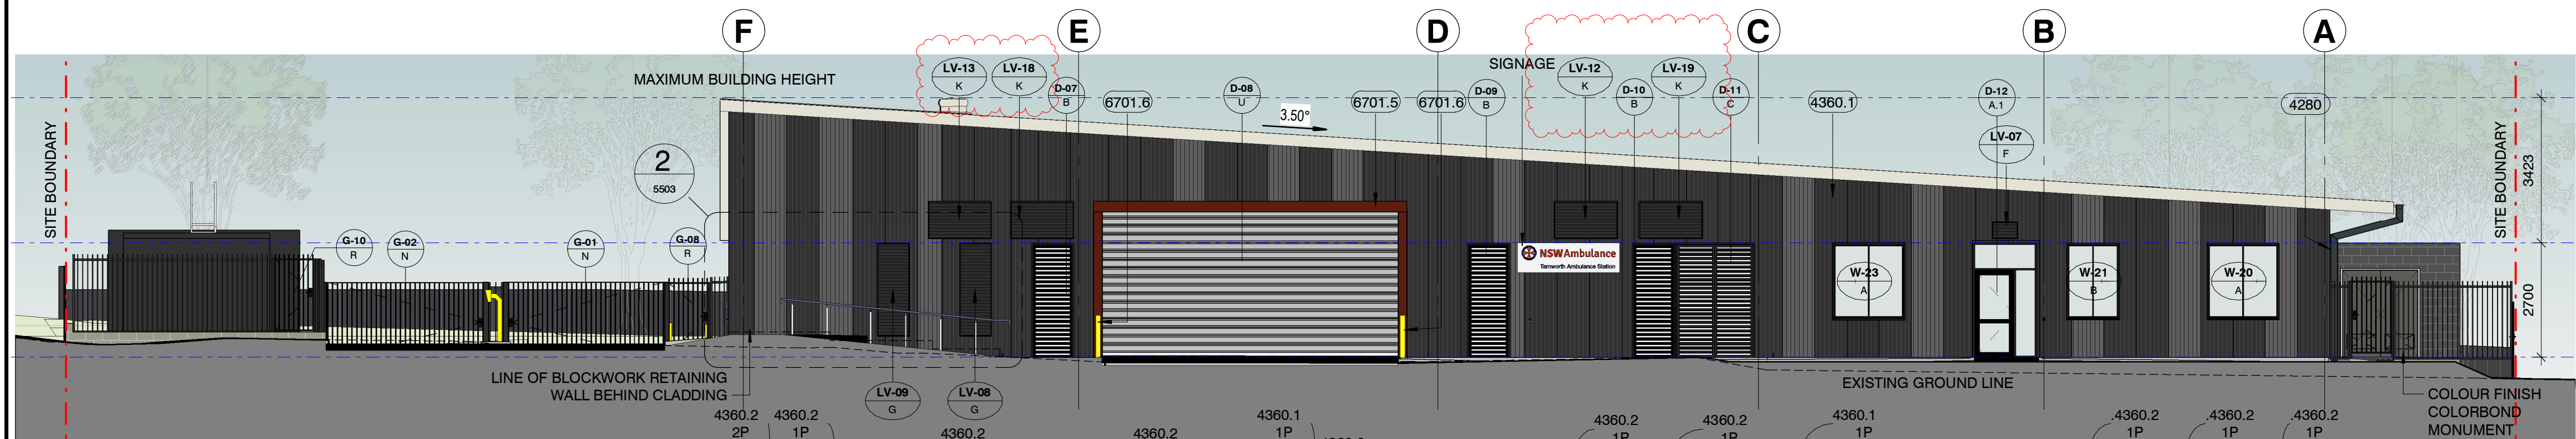 F
E
D
C
B
A
MAXIMUM BUILDING HEIGHT
LV-13
K
LV-18
K
D-07
B
6701.6
D-08
U
3.50°
6701.5
6701.6
D-09
B
SIGNAGE
LV-12
K
D-10
B
LV-19
K
D-11
C
4360.1
D-12
A.1
LV-07
F
4280
SITE BOUNDARY
SITE BOUNDARY
3423
2700
2
5503
G-10
R
G-02
N
G-01
N
G-08
R
NSWAmbulance
Tamworth Ambulance Station
W-23
A
W-21
B
W-20
A
LINE OF BLOCKWORK RETAINING
WALL BEHIND CLADDING
LV-09
G
LV-08
G
EXISTING GROUND LINE
COLOUR FINISH
COLORBOND
MONUMENT
4360.2
2P
4360.2
1P
4360.2
4360.2
4360.1
1P
4360.2
1P
4360.2
1P
4360.1
1P
.4360.2
1P
.4360.2
1P
.4360.2
1P